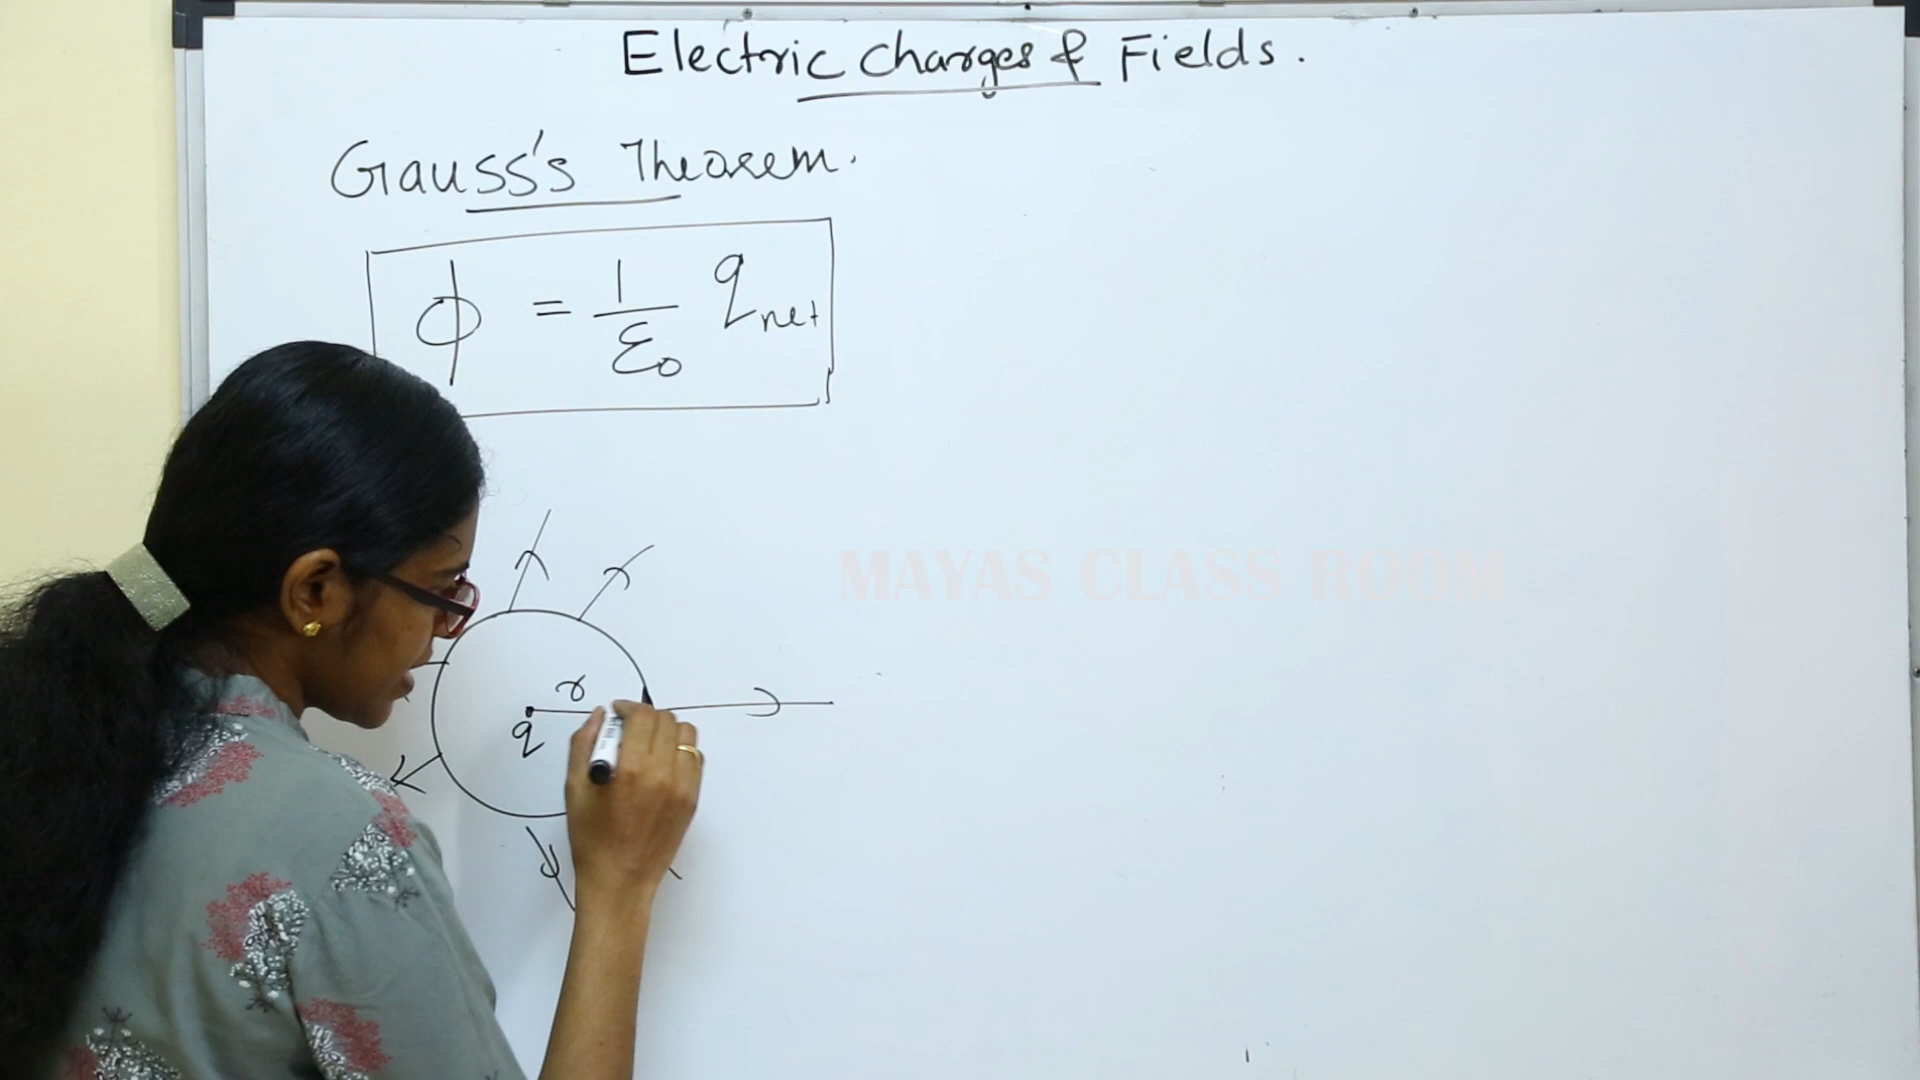 Electric charges & Fields.
Gauss's Theorem.
ϕ = 1/ε₀ q_net
r
q
MAYAS CLASS ROOM